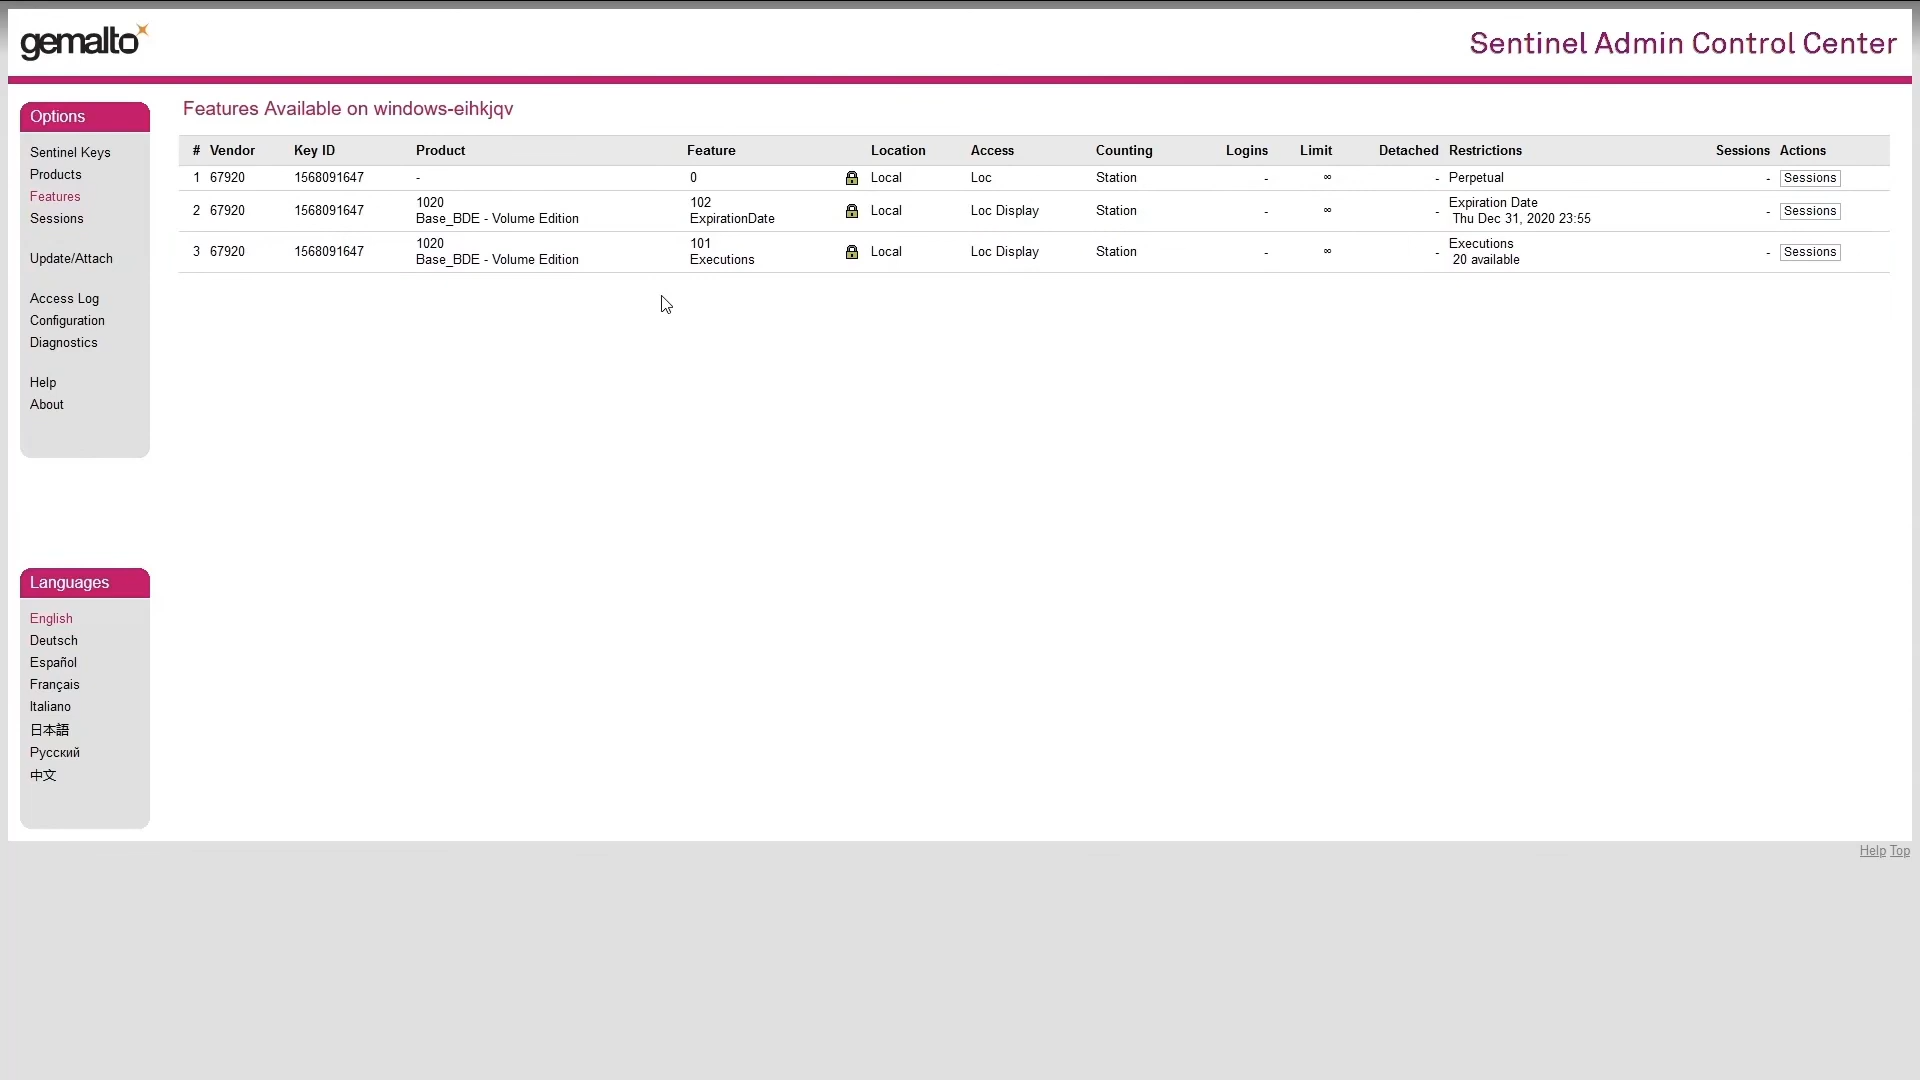 gemalto
Sentinel Admin Control Center
Options
Sentinel Keys
Products
Features
Sessions
Update/Attach
Access Log
Configuration
Diagnostics
Help
About
Languages
English
Deutsch
Español
Français
Italiano
日本語
Русский
中文
Features Available on windows-eihkjqv
# Vendor Key ID Product Feature Location Access Counting Logins Limit Detached Restrictions Sessions Actions
1 67920 1568091647 - 0 Local Loc Station - ∞ - Perpetual - Sessions
2 67920 1568091647 1020 102 Local Loc Display Station - ∞ - Expiration Date - Sessions
Base_BDE - Volume Edition ExpirationDate Thu Dec 31, 2020 23:55
3 67920 1568091647 1020 101 Local Loc Display Station - ∞ - Executions - Sessions
Base_BDE - Volume Edition Executions 20 available
Help Top